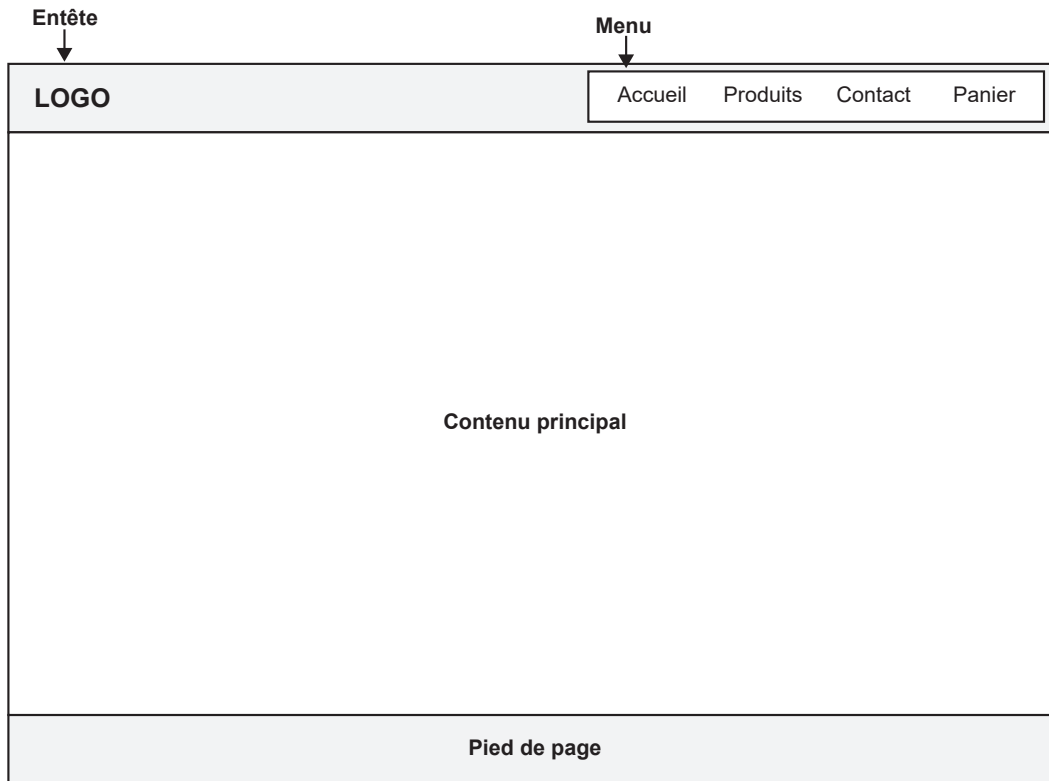 Entête
Menu
LOGO
Accueil Produits Contact Panier
Contenu principal
Pied de page